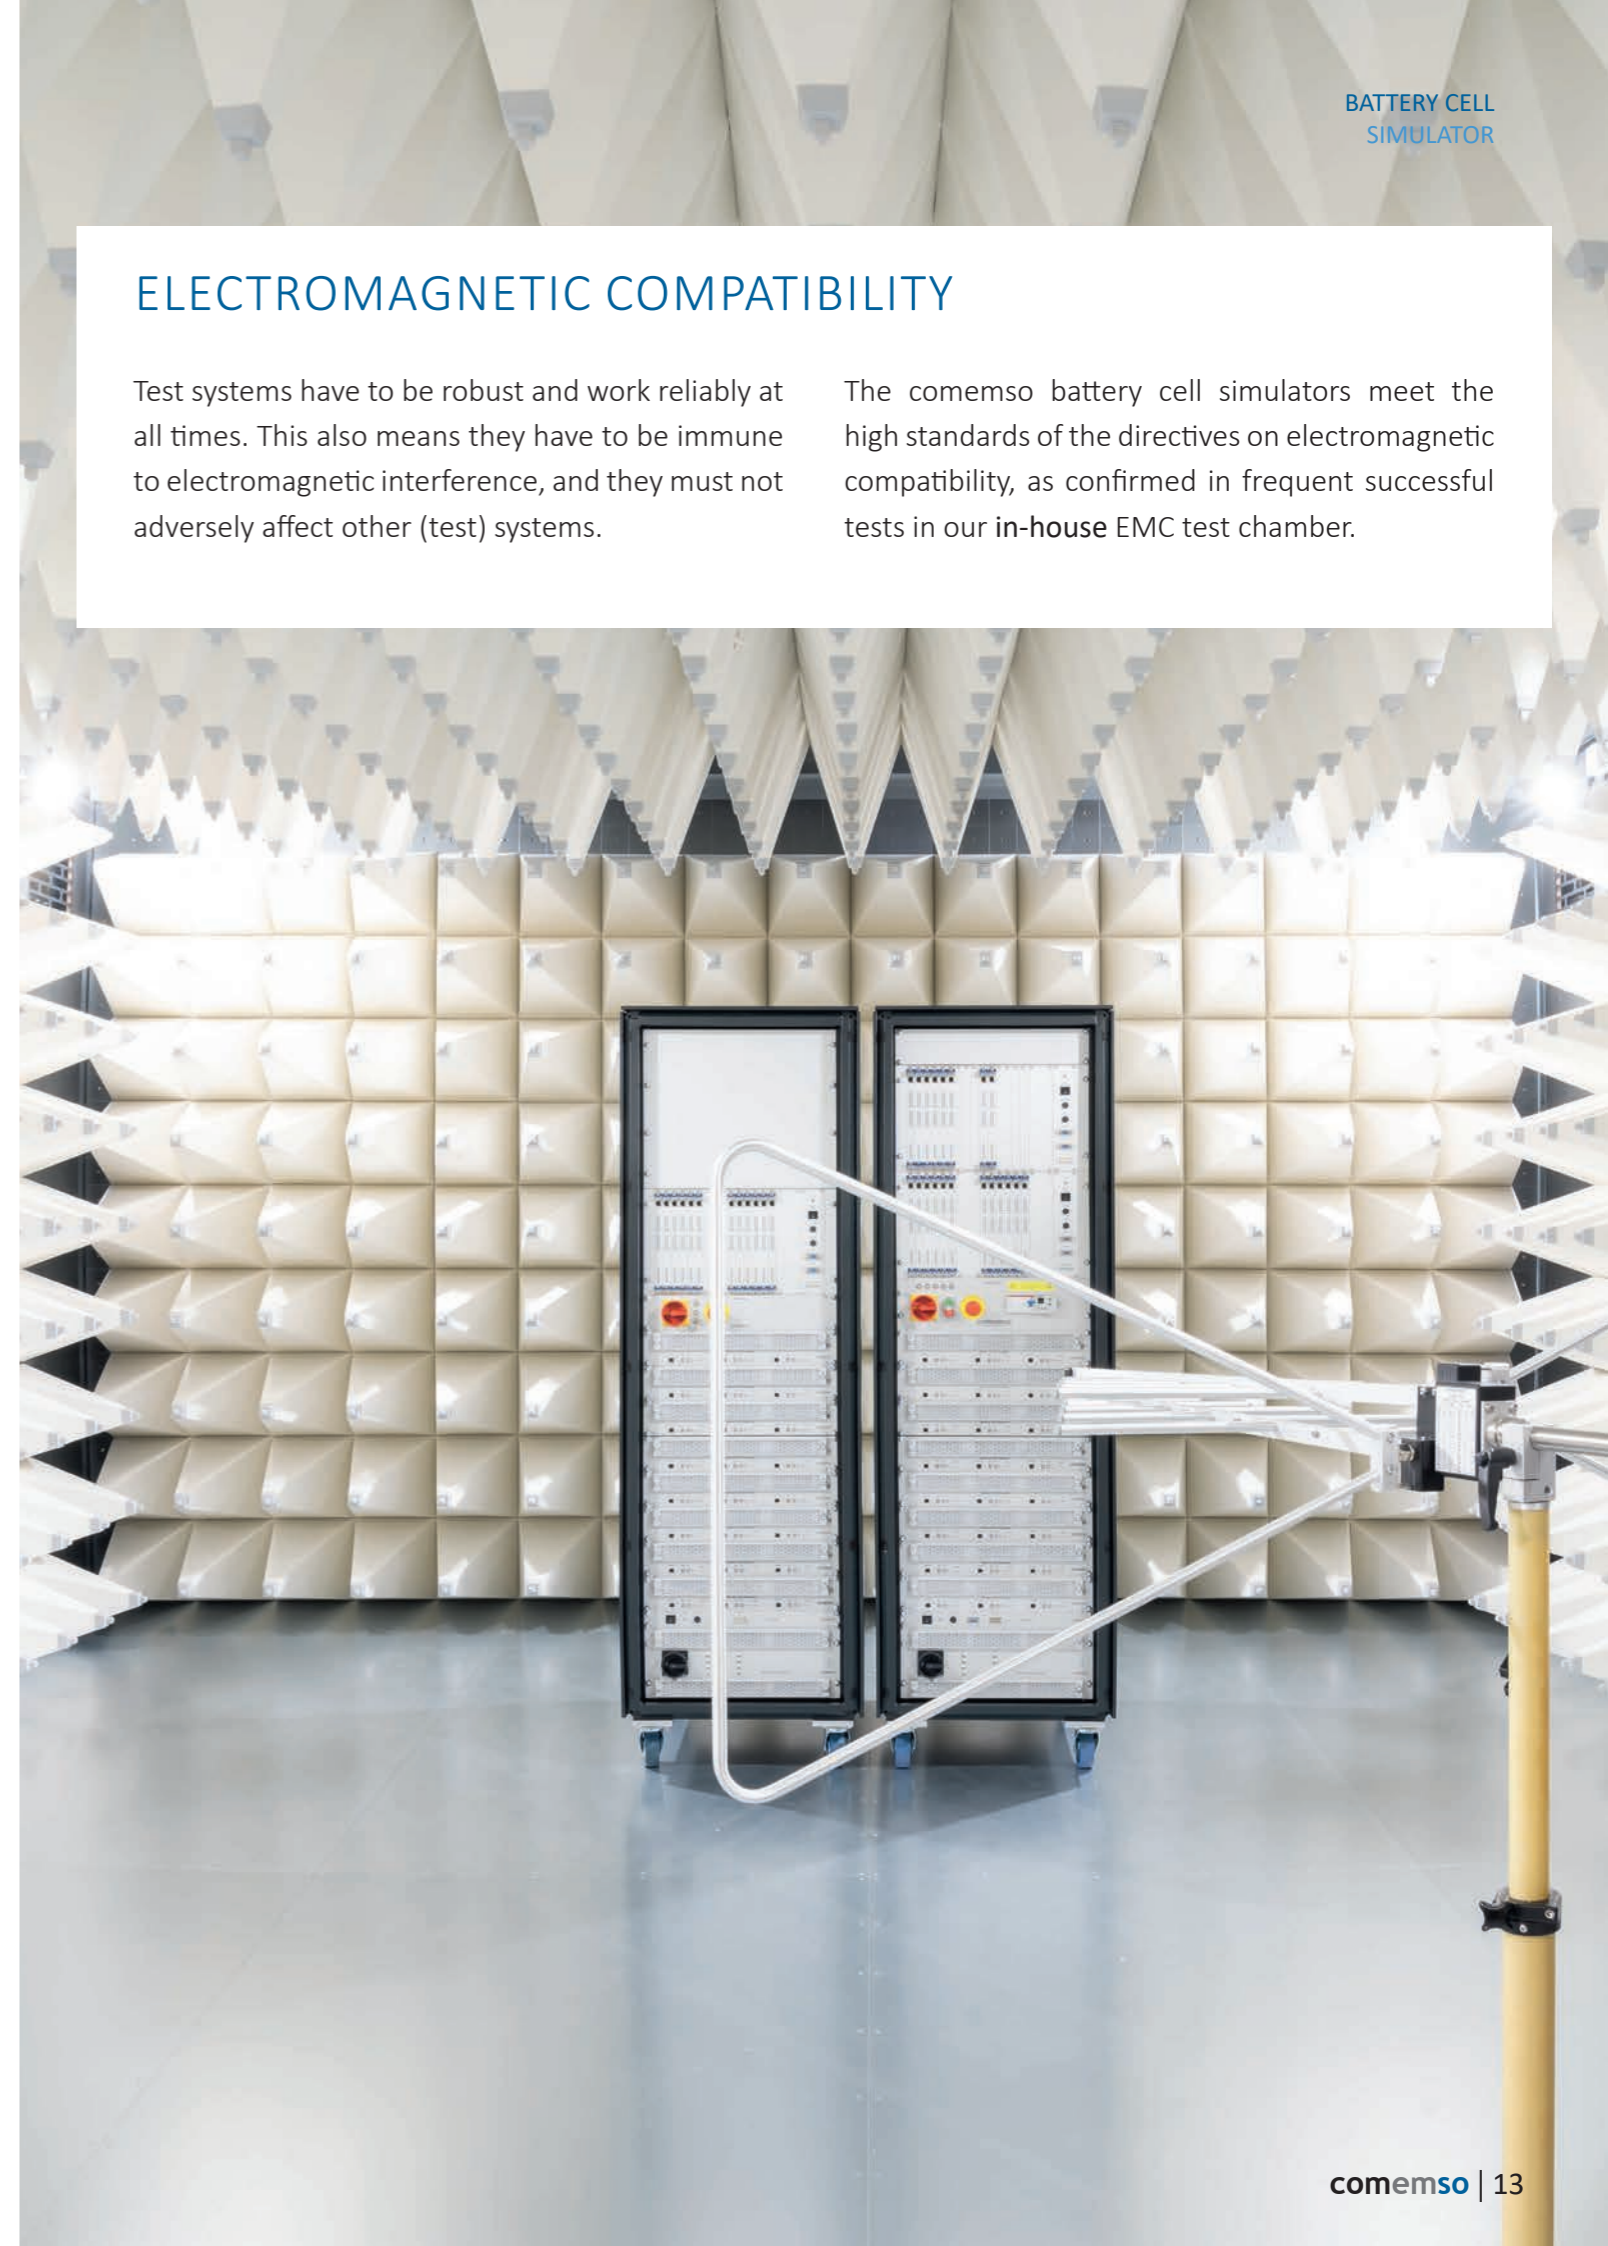 BATTERY CELL
SIMULATOR
ELECTROMAGNETIC COMPATIBILITY
Test systems have to be robust and work reliably at
all times. This also means they have to be immune
to electromagnetic interference, and they must not
adversely affect other (test) systems.
The comemso battery cell simulators meet the
high standards of the directives on electromagnetic
compatibility, as confirmed in frequent successful
tests in our in-house EMC test chamber.
comemso | 13